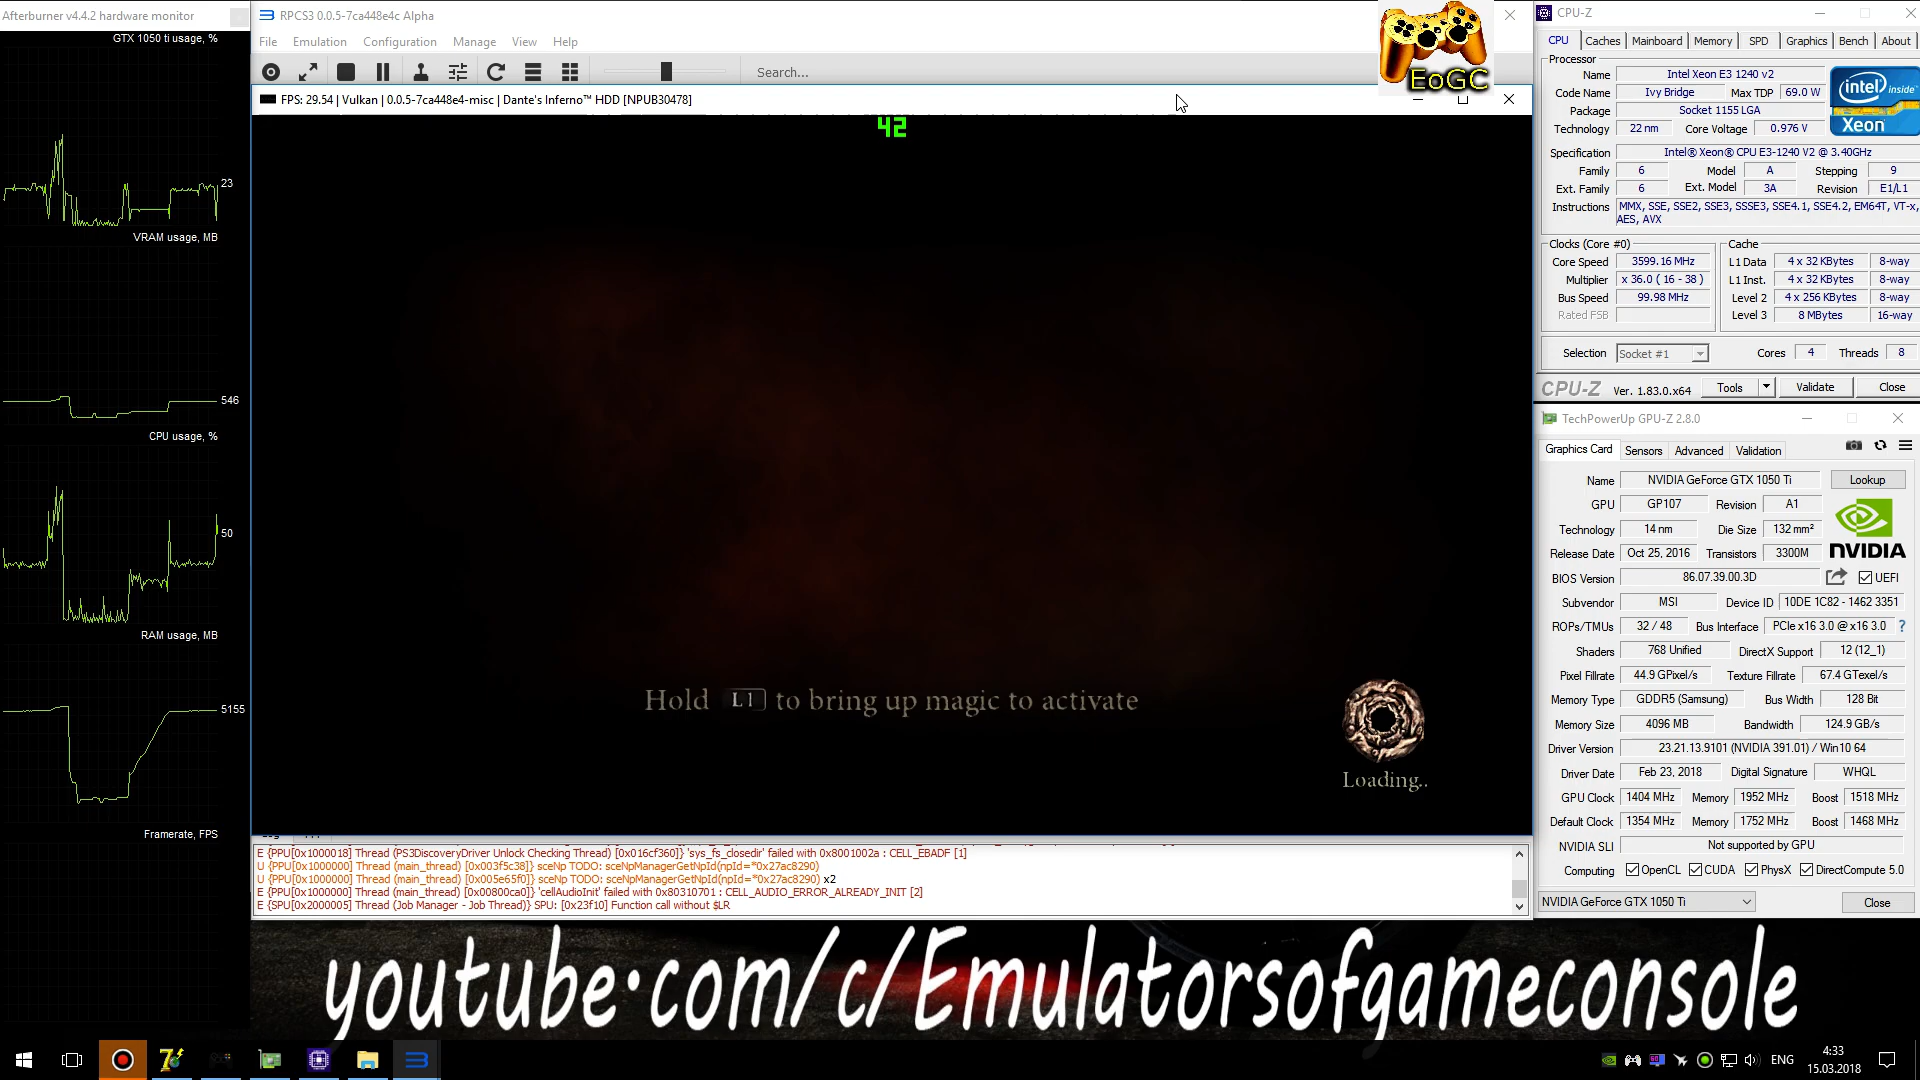 Afterburner v4.4.2 hardware monitor
GTX 1050 ti usage, %
23
VRAM usage, MB
546
CPU usage, %
50
RAM usage, MB
5155
Framerate, FPS
RPCS3 0.0.5-7ca448e4c Alpha
File Emulation Configuration Manage View Help
Search...
EoGC
FPS: 29.54 | Vulkan | 0.0.5-7ca448e4-misc | Dante's Inferno™ HDD [NPUB30478]
42
Hold L1 to bring up magic to activate
Loading..
E {PPU[0x1000018] Thread (PS3DiscoveryDriver Unlock Checking Thread) [0x016cf360]} 'sys_fs_closedir' failed with 0x8001002a : CELL_EBADF [1]
U {PPU[0x1000000] Thread (main_thread) [0x003f5c38]} sceNp TODO: sceNpManagerGetNpId(npId=*0x27ac8290)
U {PPU[0x1000000] Thread (main_thread) [0x005e65f0]} sceNp TODO: sceNpManagerGetNpId(npId=*0x27ac8290) x2
E {PPU[0x1000000] Thread (main_thread) [0x00800ca0]} 'cellAudioInit' failed with 0x80310701 : CELL_AUDIO_ERROR_ALREADY_INIT [2]
E {SPU[0x2000005] Thread (Job Manager - Job Thread)} SPU: [0x23f10] Function call without $LR
youtube.com/c/Emulatorsofgameconsole
CPU-Z
CPU Caches Mainboard Memory SPD Graphics Bench About
Processor
Name Intel Xeon E3 1240 v2
Code Name Ivy Bridge Max TDP 69.0 W
Package Socket 1155 LGA
Technology 22 nm Core Voltage 0.976 V
intel inside™
Xeon
Specification Intel® Xeon® CPU E3-1240 V2 @ 3.40GHz
Family 6 Model A Stepping 9
Ext. Family 6 Ext. Model 3A Revision E1/L1
Instructions MMX, SSE, SSE2, SSE3, SSSE3, SSE4.1, SSE4.2, EM64T, VT-x,
AES, AVX
Clocks (Core #0) Cache
Core Speed 3599.16 MHz L1 Data 4 x 32 KBytes 8-way
Multiplier x 36.0 ( 16 - 38 ) L1 Inst. 4 x 32 KBytes 8-way
Bus Speed 99.98 MHz Level 2 4 x 256 KBytes 8-way
Rated FSB Level 3 8 MBytes 16-way
Selection Socket #1 Cores 4 Threads 8
CPU-Z Ver. 1.83.0.x64 Tools Validate Close
TechPowerUp GPU-Z 2.8.0
Graphics Card Sensors Advanced Validation
Name NVIDIA GeForce GTX 1050 Ti Lookup
GPU GP107 Revision A1
Technology 14 nm Die Size 132 mm²
NVIDIA
Release Date Oct 25, 2016 Transistors 3300M
BIOS Version 86.07.39.00.3D UEFI
Subvendor MSI Device ID 10DE 1C82 - 1462 3351
ROPs/TMUs 32 / 48 Bus Interface PCIe x16 3.0 @ x16 3.0 ?
Shaders 768 Unified DirectX Support 12 (12_1)
Pixel Fillrate 44.9 GPixel/s Texture Fillrate 67.4 GTexel/s
Memory Type GDDR5 (Samsung) Bus Width 128 Bit
Memory Size 4096 MB Bandwidth 124.9 GB/s
Driver Version 23.21.13.9101 (NVIDIA 391.01) / Win10 64
Driver Date Feb 23, 2018 Digital Signature WHQL
GPU Clock 1404 MHz Memory 1952 MHz Boost 1518 MHz
Default Clock 1354 MHz Memory 1752 MHz Boost 1468 MHz
NVIDIA SLI Not supported by GPU
Computing OpenCL CUDA PhysX DirectCompute 5.0
NVIDIA GeForce GTX 1050 Ti Close
ENG
4:33
15.03.2018